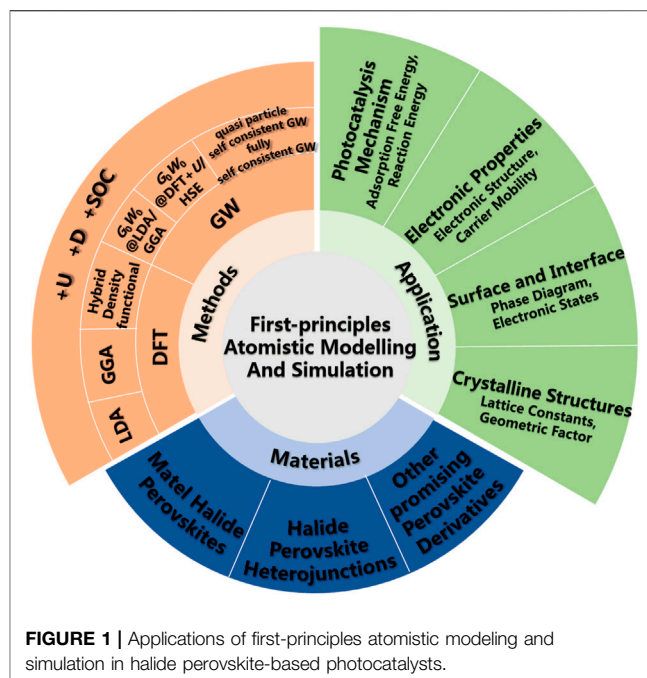 First-principles
Atomistic Modelling
And Simulation
Methods
DFT
LDA
GGA
Hybrid
Density
functional
GW
G₀W₀
@LDA/
GGA
G₀W₀
@DFT+U/
HSE
quasi particle
self consistent GW
fully
self consistent GW
+U +D +SOC
Application
Photocatalysis
Mechanism
Adsorption Free Energy,
Reaction Energy
Electronic Properties
Electronic Structure,
Carrier Mobility
Surface and Interface
Phase Diagram,
Electronic States
Crystalline Structures
Lattice Constants,
Geometric Factor
Materials
Matel Halide
Perovskites
Halide
Perovskite
Heterojunctions
Other
promising
Perovskite
Derivatives
FIGURE 1 | Applications of first-principles atomistic modeling and
simulation in halide perovskite-based photocatalysts.